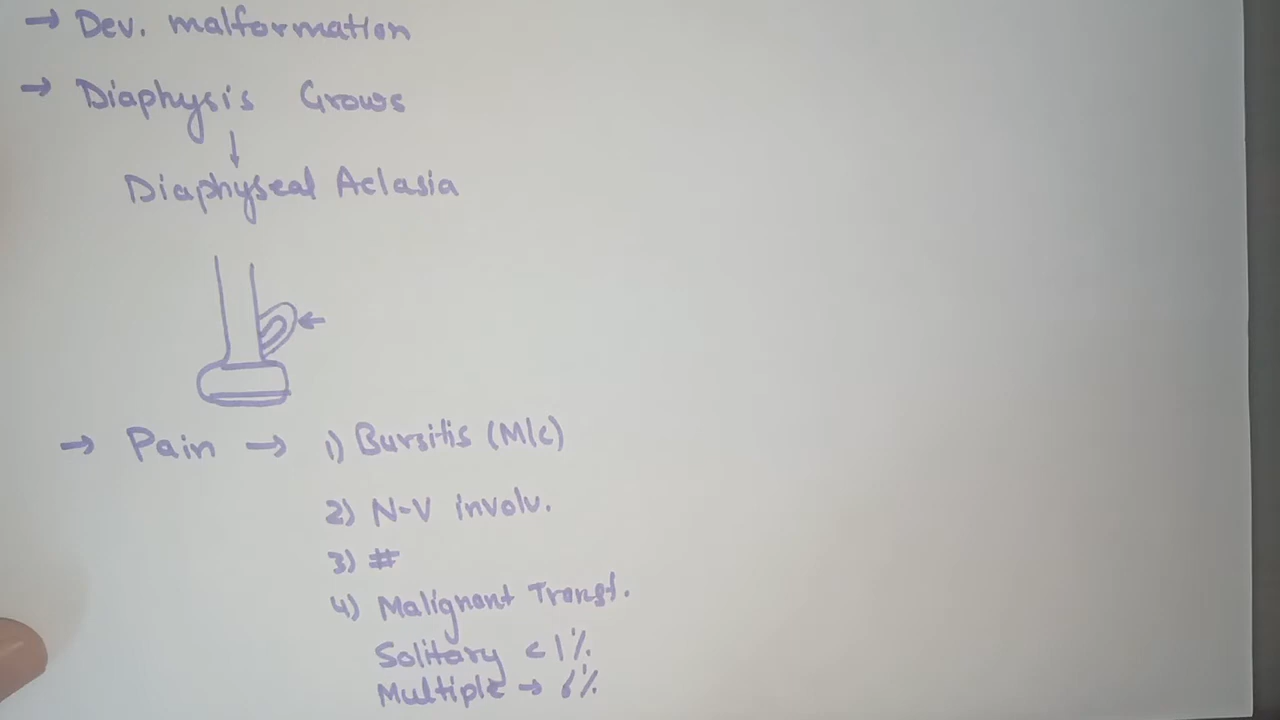 → Dev. malformation
→ Diaphysis Grows
↓
Diaphyseal Aclasia
←
→ Pain → 1) Bursitis (M/c)
2) N-V involv.
3) #
4) Malignant Transf.
Solitary < 1%
Multiple → 6%